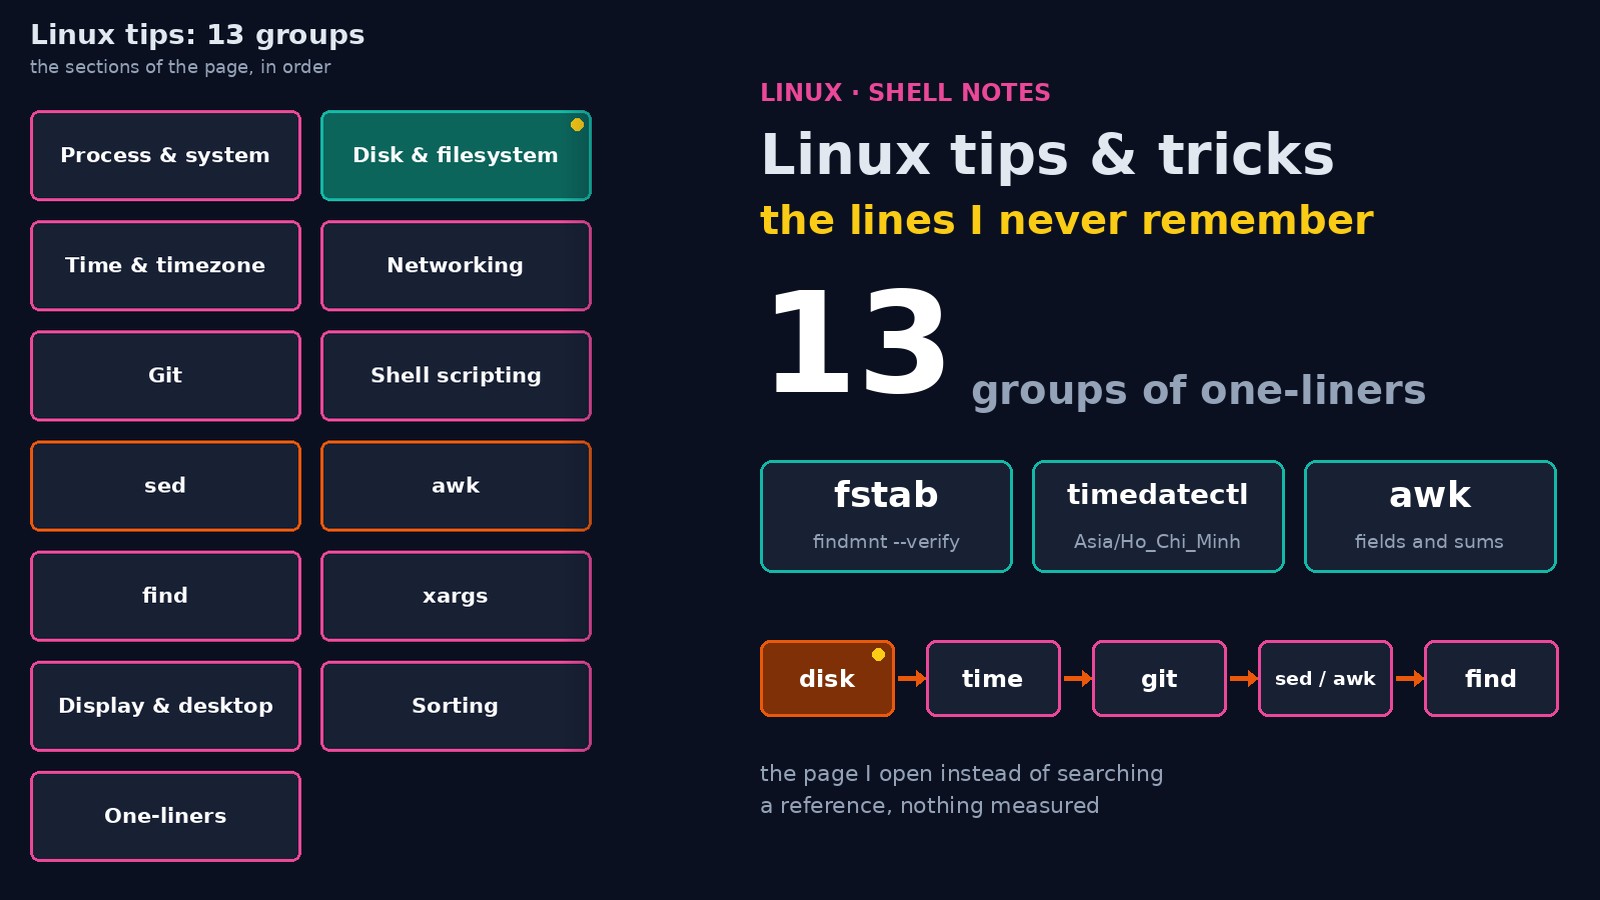 Linux tips: 13 groups
the sections of the page, in order
Process & system
Disk & filesystem
Time & timezone
Networking
Git
Shell scripting
sed
awk
find
xargs
Display & desktop
Sorting
One-liners
LINUX · SHELL NOTES
Linux tips & tricks
the lines I never remember
13 groups of one-liners
fstab
findmnt --verify
timedatectl
Asia/Ho_Chi_Minh
awk
fields and sums
disk
time
git
sed / awk
find
the page I open instead of searching
a reference, nothing measured